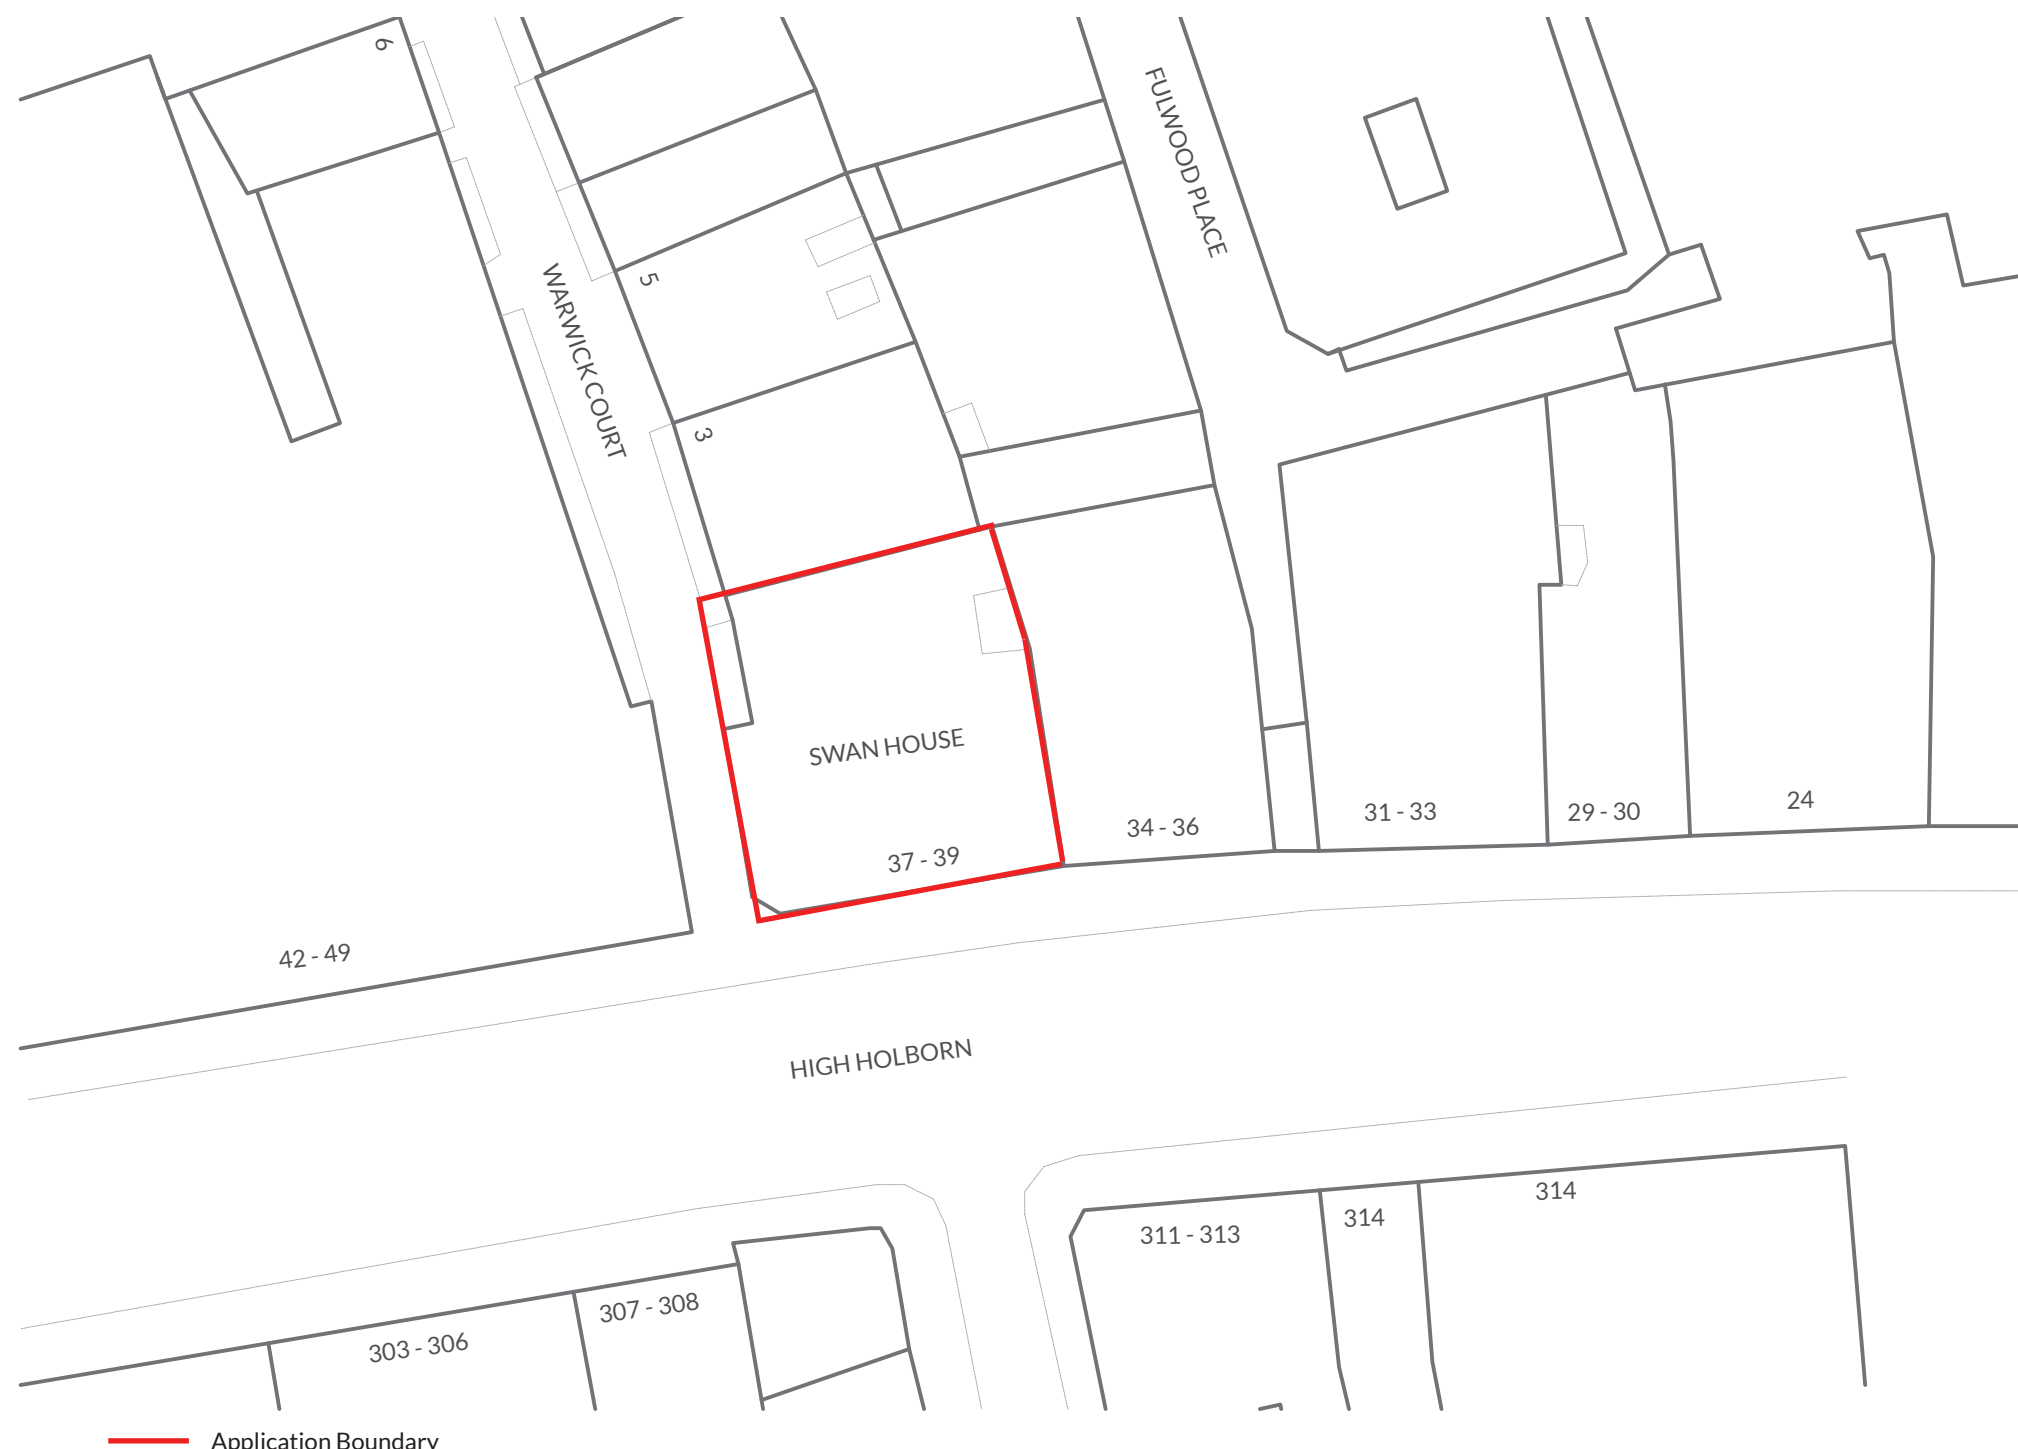 6
FULWOOD PLACE
5
WARWICK COURT
3
SWAN HOUSE
37 - 39
34 - 36
31 - 33
29 - 30
24
42 - 49
HIGH HOLBORN
311 - 313
314
314
307 - 308
303 - 306
Application Boundary